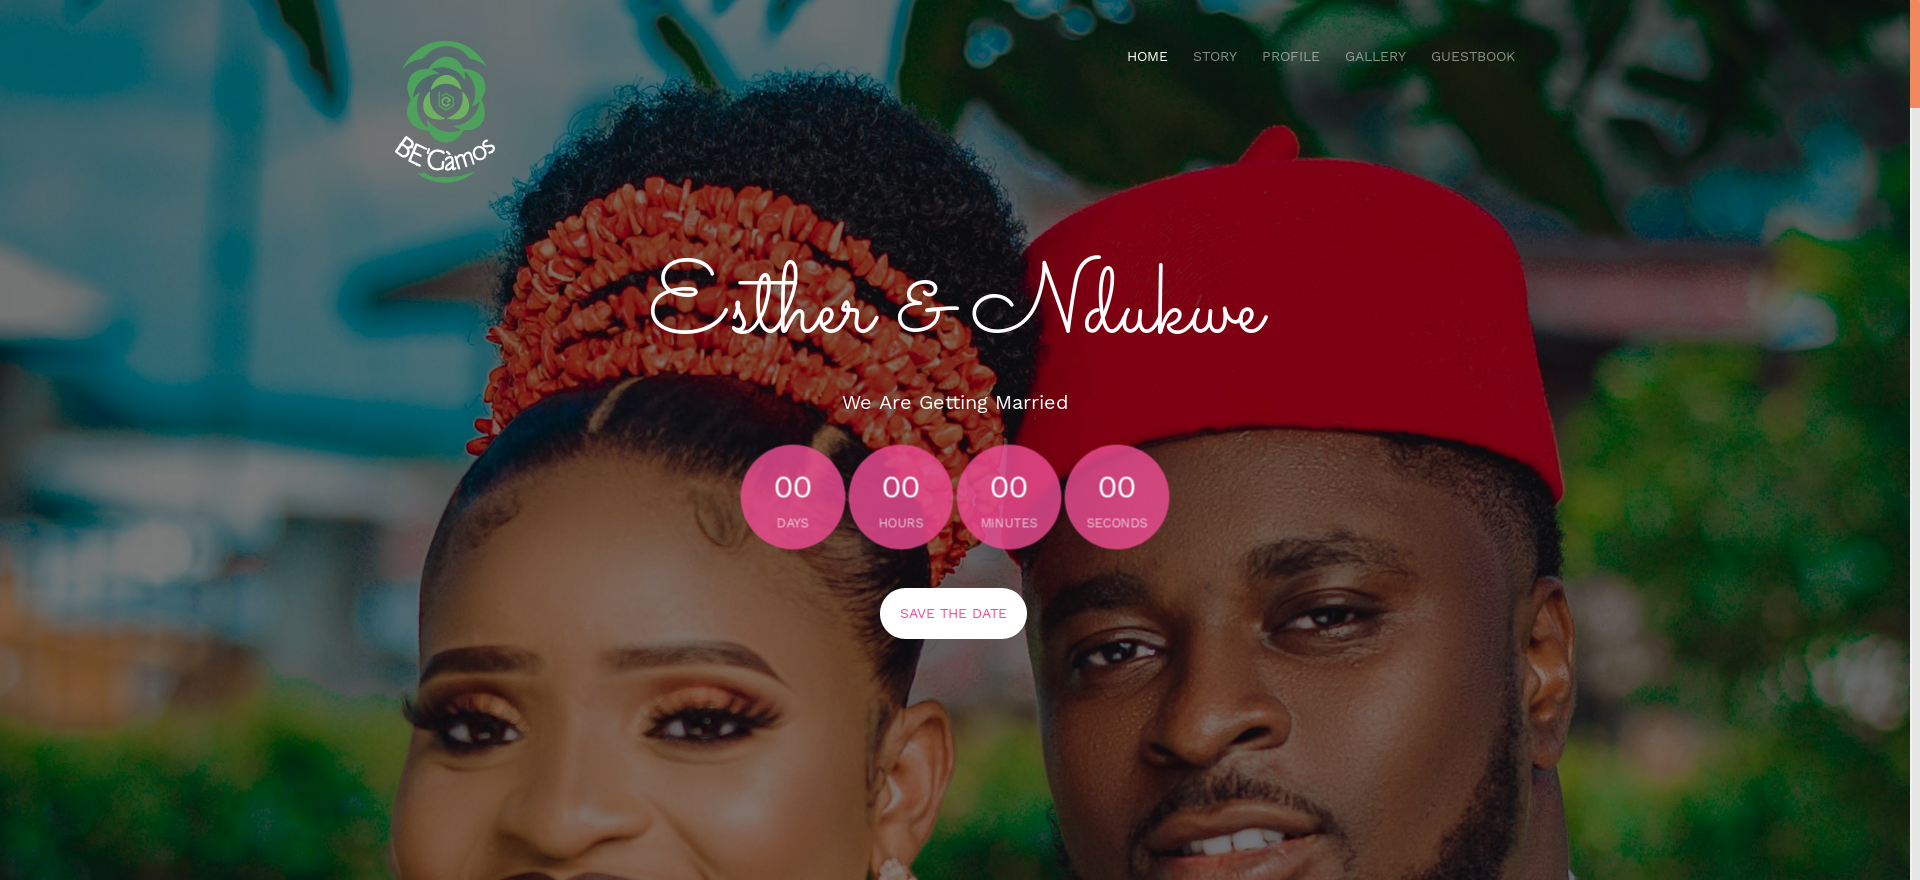 BE'Gàmos
HOME STORY PROFILE GALLERY GUESTBOOK
Esther & Ndukwe
We Are Getting Married
00 00 00 00
DAYS HOURS MINUTES SECONDS
SAVE THE DATE